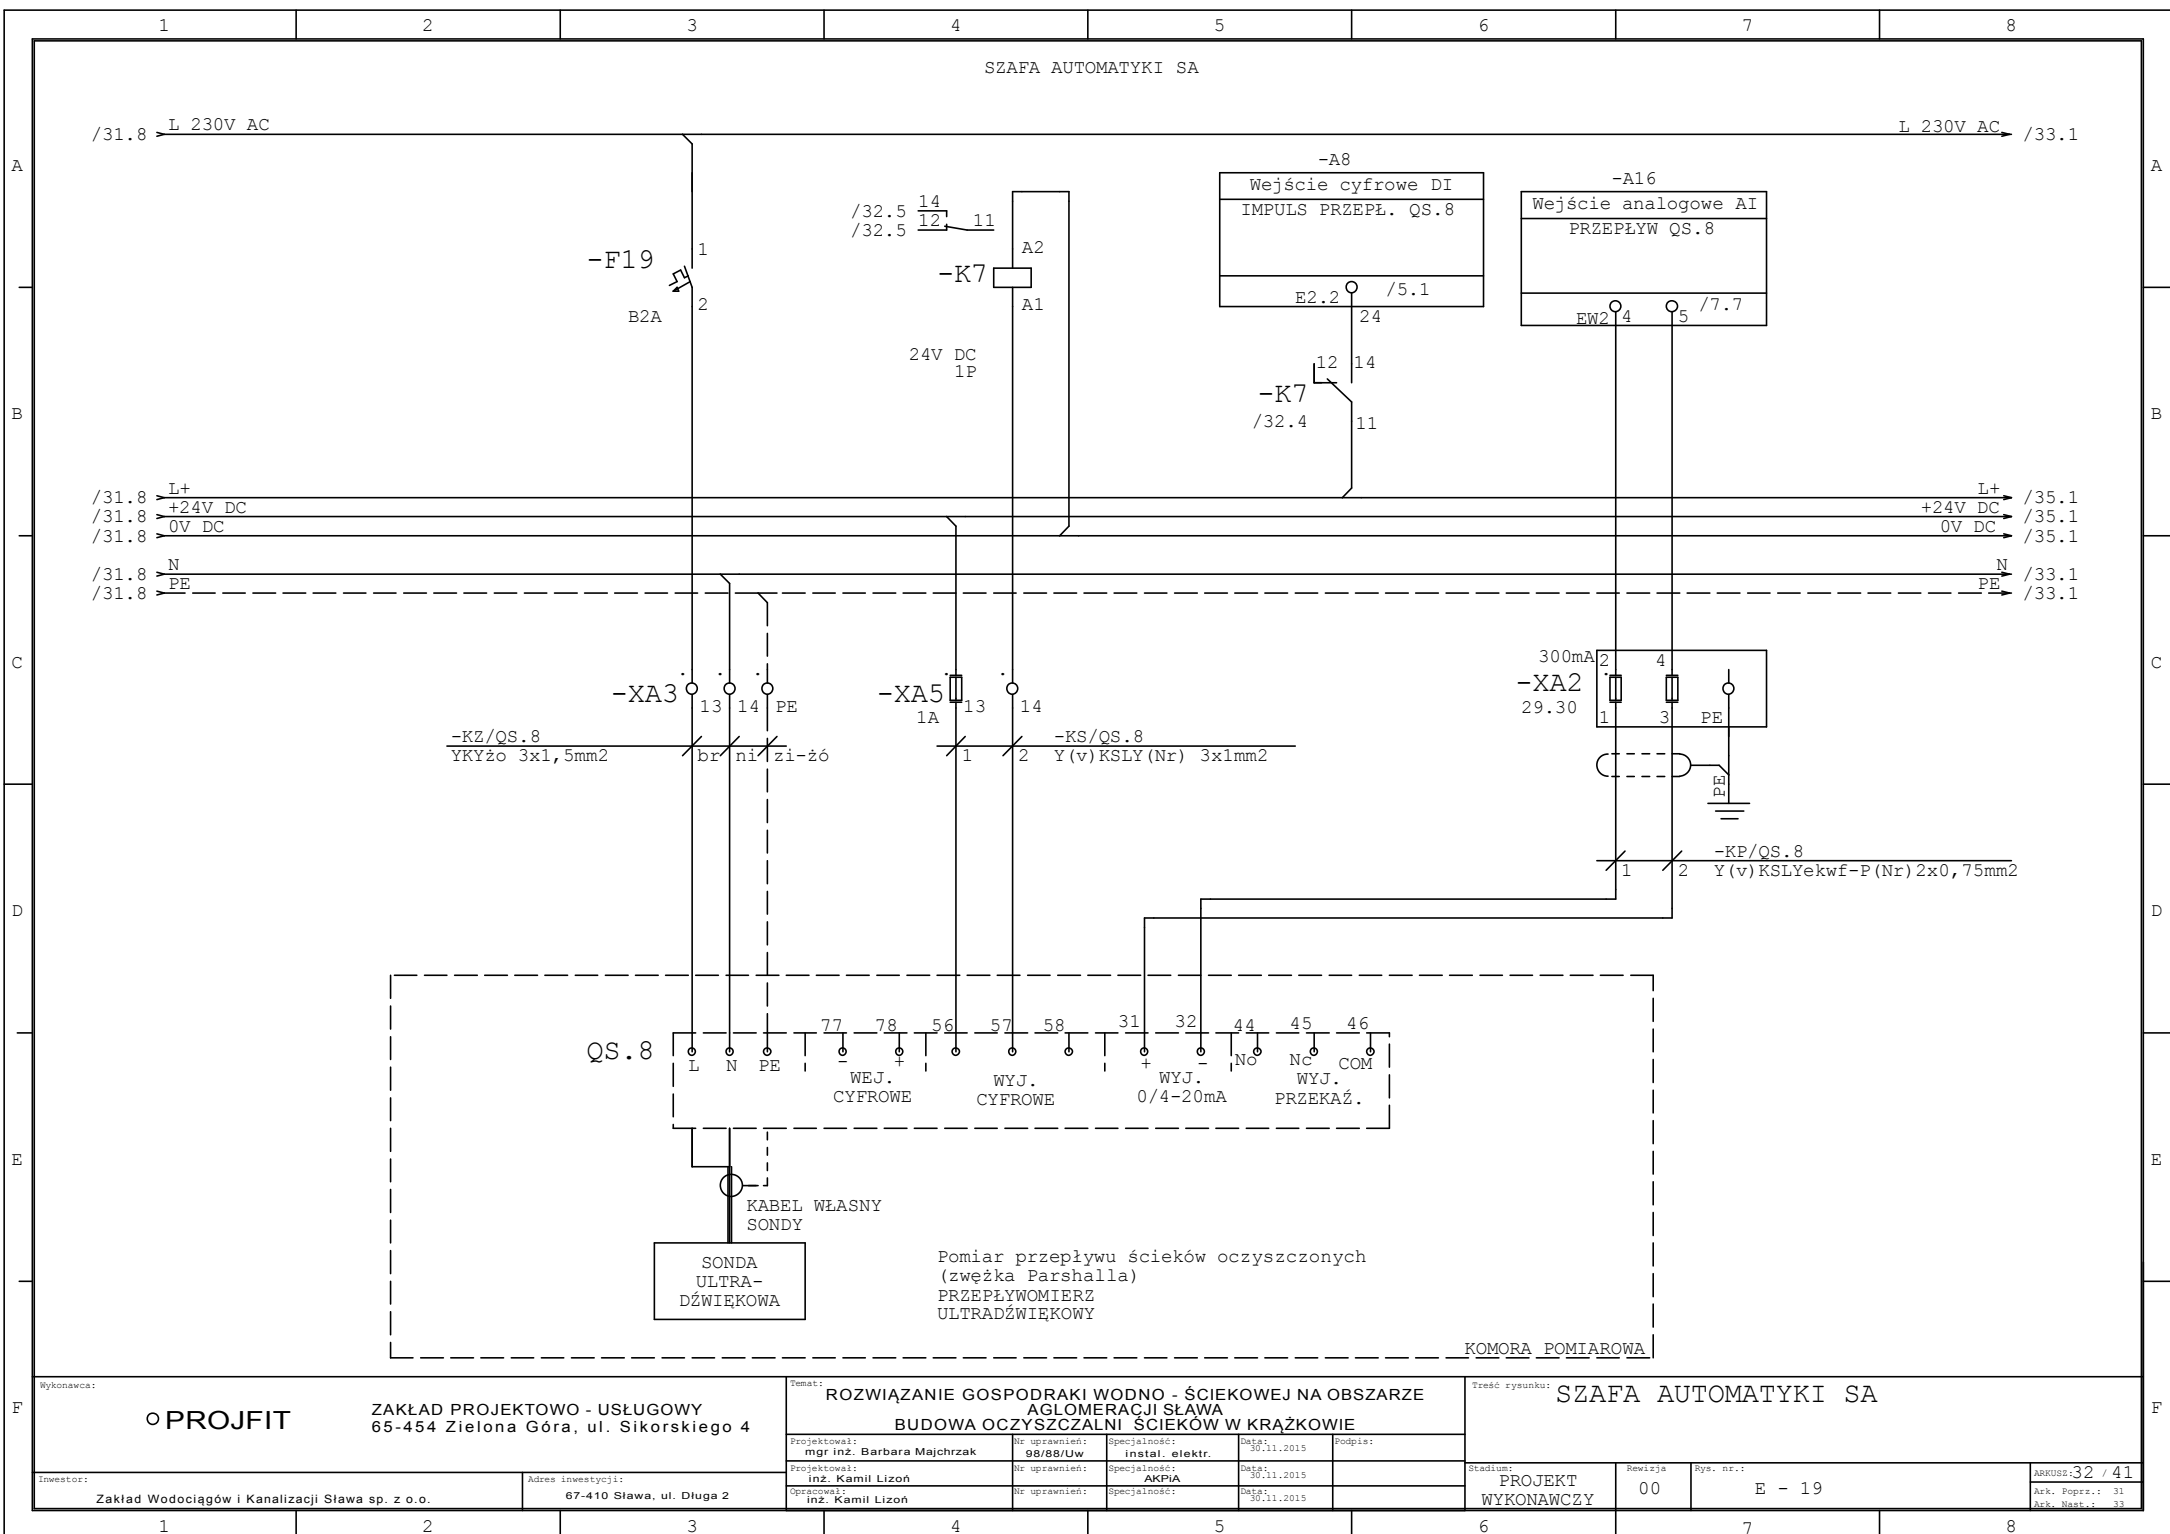 1 2 3 4 5 6 7 8
SZAFA AUTOMATYKI SA
/31.8 L 230V AC
L 230V AC /33.1
A
A
-F19
1
2
B2A
/32.5 14
/32.5 12 11
A2
-K7
A1
24V DC
1P
-A8
Wejście cyfrowe DI
IMPULS PRZEPŁ. QS.8
E2.2 /5.1
24
12 14
-K7
/32.4
11
-A16
Wejście analogowe AI
PRZEPŁYW QS.8
EW2 4 5 /7.7
B
B
/31.8 L+
L+ /35.1
/31.8 +24V DC
+24V DC /35.1
/31.8 0V DC
0V DC /35.1
/31.8 N
N /33.1
/31.8 PE
PE /33.1
C
C
-XA3 13 14 PE
-XA5 13 14
1A
300mA 2 4
-XA2
29.30
1 3 PE
-KZ/QS.8
YKYżo 3x1,5mm2 br ni zi-żó
-KS/QS.8
1 2 Y(v)KSLY(Nr) 3x1mm2
PE
-KP/QS.8
1 2 Y(v)KSLYekwf-P(Nr)2x0,75mm2
D
D
QS.8
77 78 56 57 58 31 32 44 45 46
L N PE - + + - No Nc COM
WEJ.
CYFROWE
WYJ.
CYFROWE
WYJ.
0/4-20mA
WYJ.
PRZEKAŹ.
E
E
KABEL WŁASNY
SONDY
SONDA
ULTRA-
DŹWIĘKOWA
Pomiar przepływu ścieków oczyszczonych
(zwężka Parshalla)
PRZEPŁYWOMIERZ
ULTRADŹWIĘKOWY
KOMORA POMIAROWA
F
F
Wykonawca:
PROJFIT
ZAKŁAD PROJEKTOWO - USŁUGOWY
65-454 Zielona Góra, ul. Sikorskiego 4
Inwestor:
Zakład Wodociągów i Kanalizacji Sława sp. z o.o.
Adres inwestycji:
67-410 Sława, ul. Długa 2
Temat:
ROZWIĄZANIE GOSPODRAKI WODNO - ŚCIEKOWEJ NA OBSZARZE
AGLOMERACJI SŁAWA
BUDOWA OCZYSZCZALNI ŚCIEKÓW W KRĄŻKOWIE
Projektował: Nr uprawnień: Specjalność: Data: Podpis:
mgr inż. Barbara Majchrzak 98/88/Uw instal. elektr. 30.11.2015
Projektował: Nr uprawnień: Specjalność: Data:
inż. Kamil Lizoń AKPiA 30.11.2015
Opracował: Nr uprawnień: Specjalność: Data:
inż. Kamil Lizoń 30.11.2015
Treść rysunku: SZAFA AUTOMATYKI SA
Stadium:
PROJEKT
WYKONAWCZY
Rewizja
00
Rys. nr.:
E - 19
ARKUSZ:32 / 41
Ark. Poprz.: 31
Ark. Nast.: 33
1 2 3 4 5 6 7 8